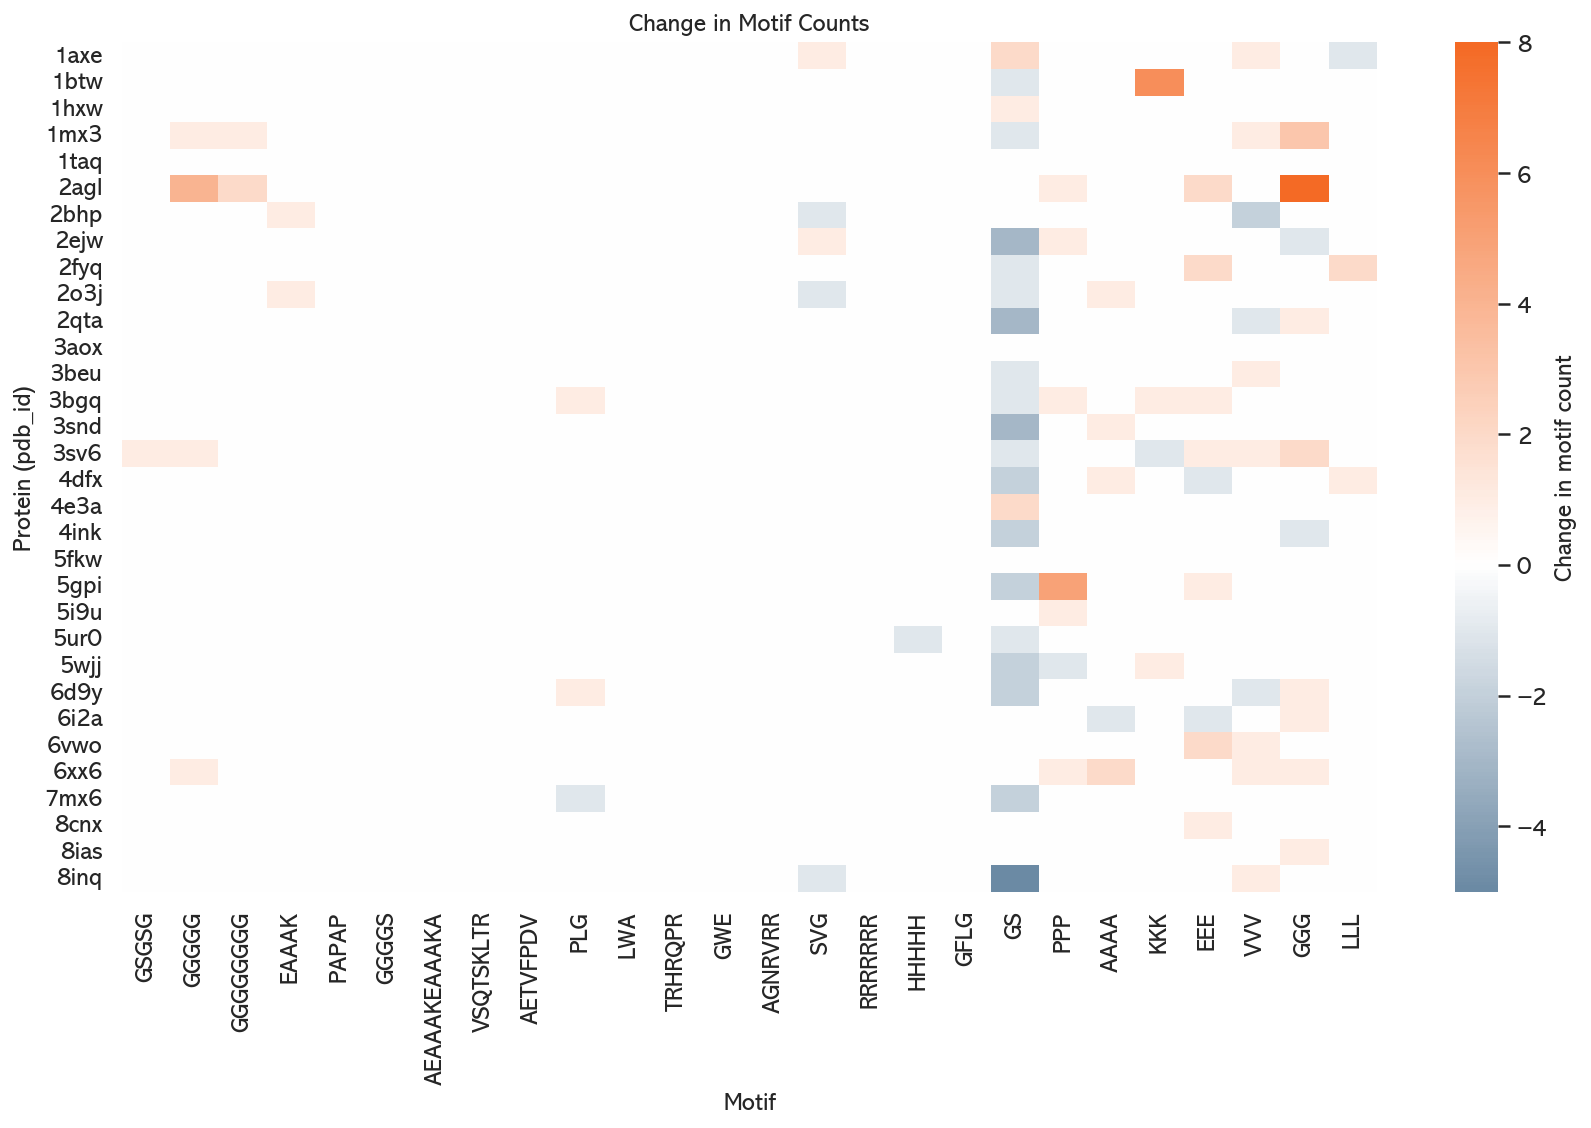 Change in Motif Counts
Protein (pdb_id)
1axe
1btw
1hxw
1mx3
1taq
2agl
2bhp
2ejw
2fyq
2o3j
2qta
3aox
3beu
3bgq
3snd
3sv6
4dfx
4e3a
4ink
5fkw
5gpi
5i9u
5ur0
5wjj
6d9y
6i2a
6vwo
6xx6
7mx6
8cnx
8ias
8inq
GSGSG
GGGGG
GGGGGGGG
EAAAK
PAPAP
GGGGS
AEAAAKEAAAKA
VSQTSKLTR
AETVFPDV
PLG
LWA
TRHRQPR
GWE
AGNRVRR
SVG
RRRRRRR
HHHHH
GFLG
GS
PPP
AAAA
KKK
EEE
VVV
GGG
LLL
Motif
8
6
4
2
0
−2
−4
Change in motif count